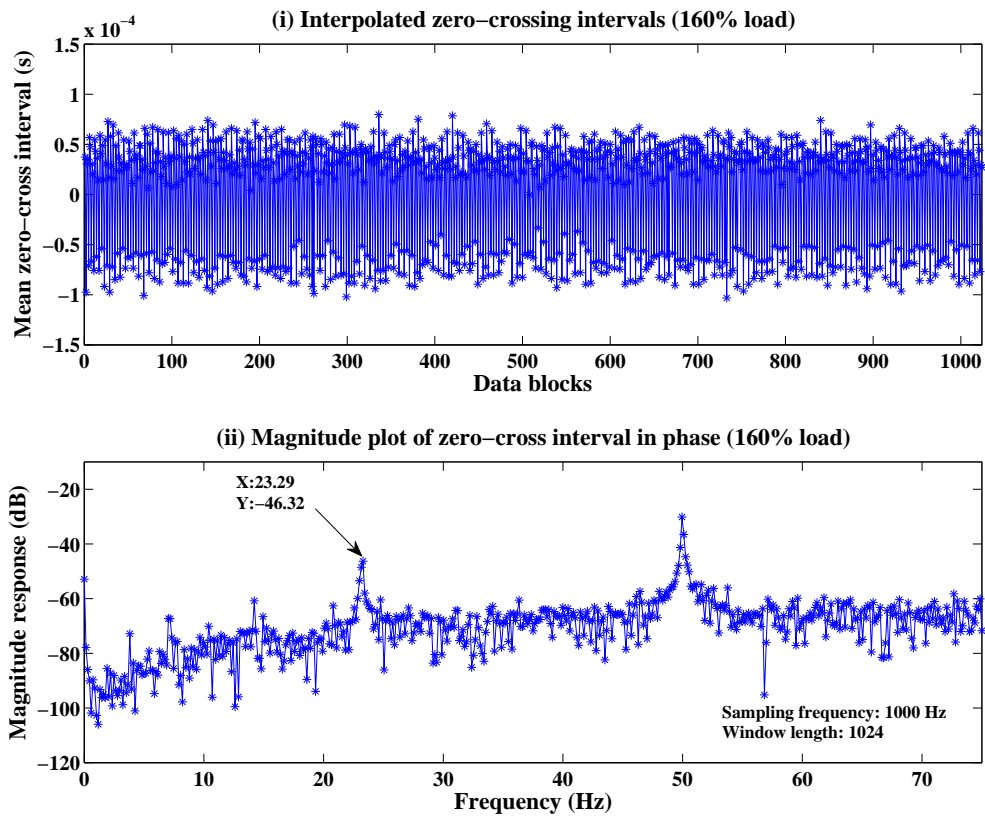 (i) Interpolated zero−crossing intervals (160% load)
x 10−4
Mean zero−cross interval (s)
1.5
1
0.5
0
−0.5
−1
−1.5
0 100 200 300 400 500 600 700 800 900 1000
Data blocks
(ii) Magnitude plot of zero−cross interval in phase (160% load)
Magnitude response (dB)
−20
−40
−60
−80
−100
−120
X:23.29
Y:−46.32
Sampling frequency: 1000 Hz
Window length: 1024
0 10 20 30 40 50 60 70
Frequency (Hz)